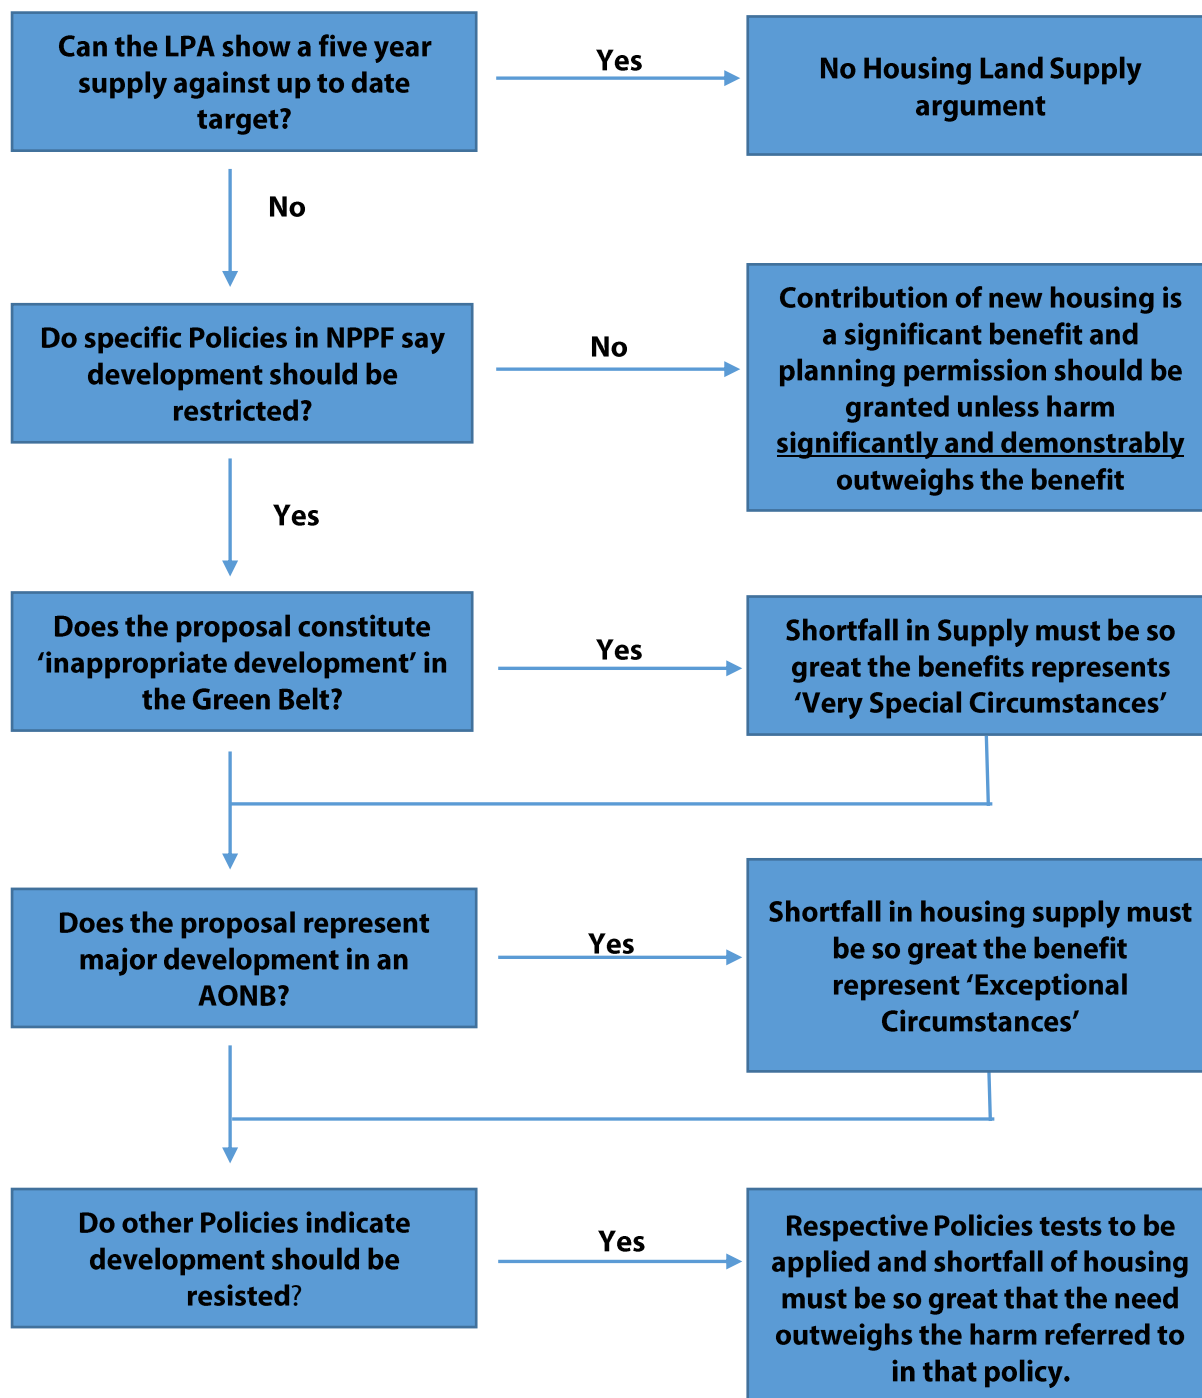 Can the LPA show a five year
supply against up to date
target?
Yes
No Housing Land Supply
argument
No
Do specific Policies in NPPF say
development should be
restricted?
No
Contribution of new housing is
a significant benefit and
planning permission should be
granted unless harm
significantly and demonstrably
outweighs the benefit
Yes
Does the proposal constitute
‘inappropriate development’ in
the Green Belt?
Yes
Shortfall in Supply must be so
great the benefits represents
‘Very Special Circumstances’
Does the proposal represent
major development in an
AONB?
Yes
Shortfall in housing supply must
be so great the benefit
represent ‘Exceptional
Circumstances’
Do other Policies indicate
development should be
resisted?
Yes
Respective Policies tests to be
applied and shortfall of housing
must be so great that the need
outweighs the harm referred to
in that policy.